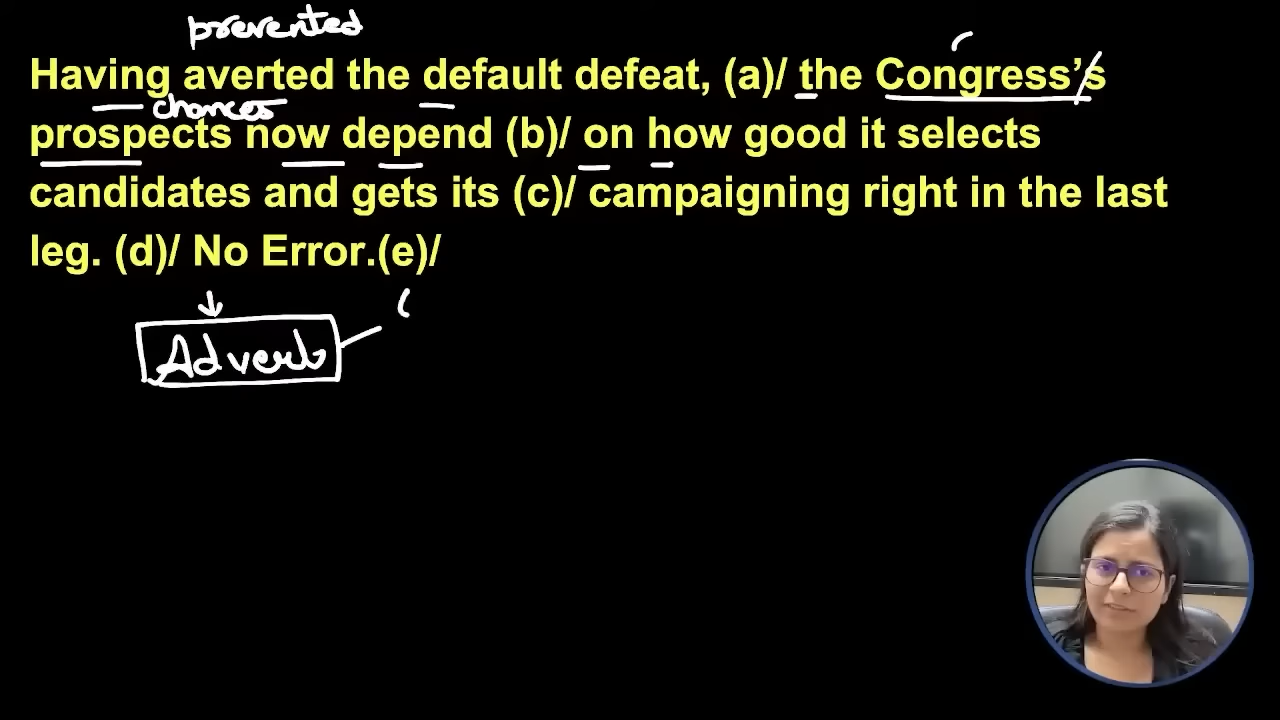 prevented
Having averted the default defeat, (a)/ the Congress’s
chances
prospects now depend (b)/ on how good it selects
candidates and gets its (c)/ campaigning right in the last
leg. (d)/ No Error.(e)/
Adverb